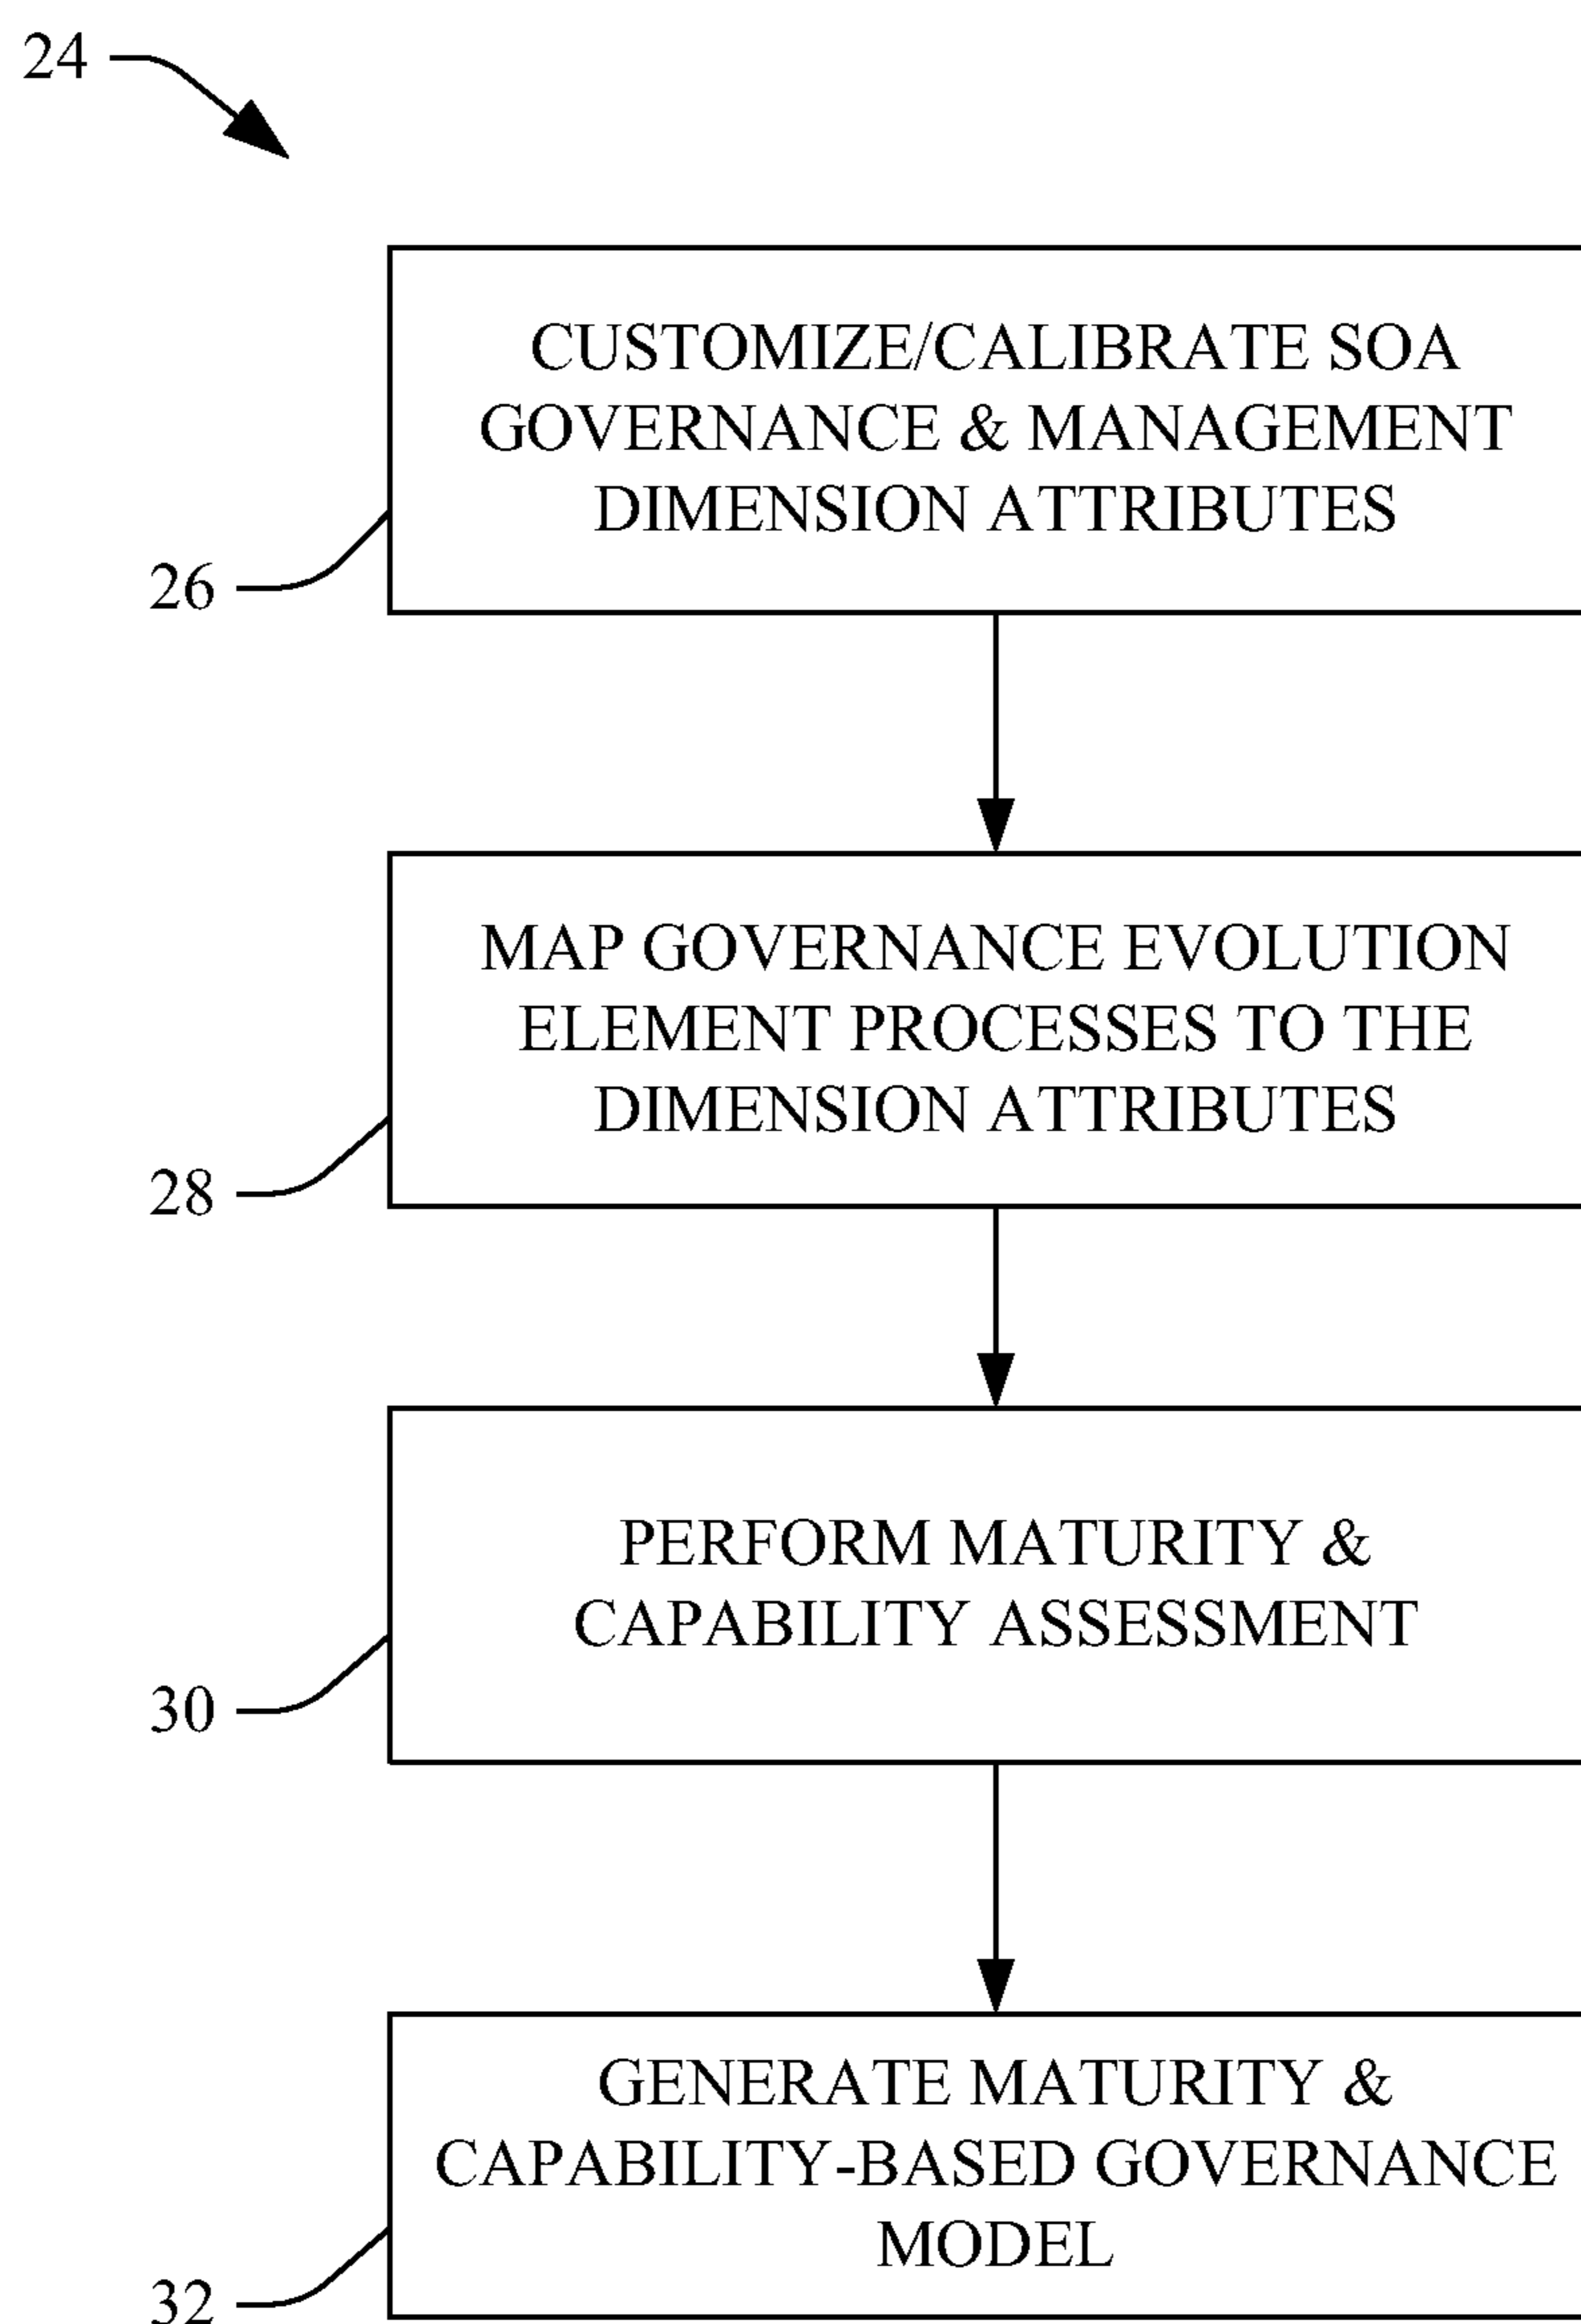 24
CUSTOMIZE/CALIBRATE SOA
GOVERNANCE & MANAGEMENT
DIMENSION ATTRIBUTES
26
MAP GOVERNANCE EVOLUTION
ELEMENT PROCESSES TO THE
DIMENSION ATTRIBUTES
28
PERFORM MATURITY &
CAPABILITY ASSESSMENT
30
GENERATE MATURITY &
CAPABILITY-BASED GOVERNANCE
MODEL
32